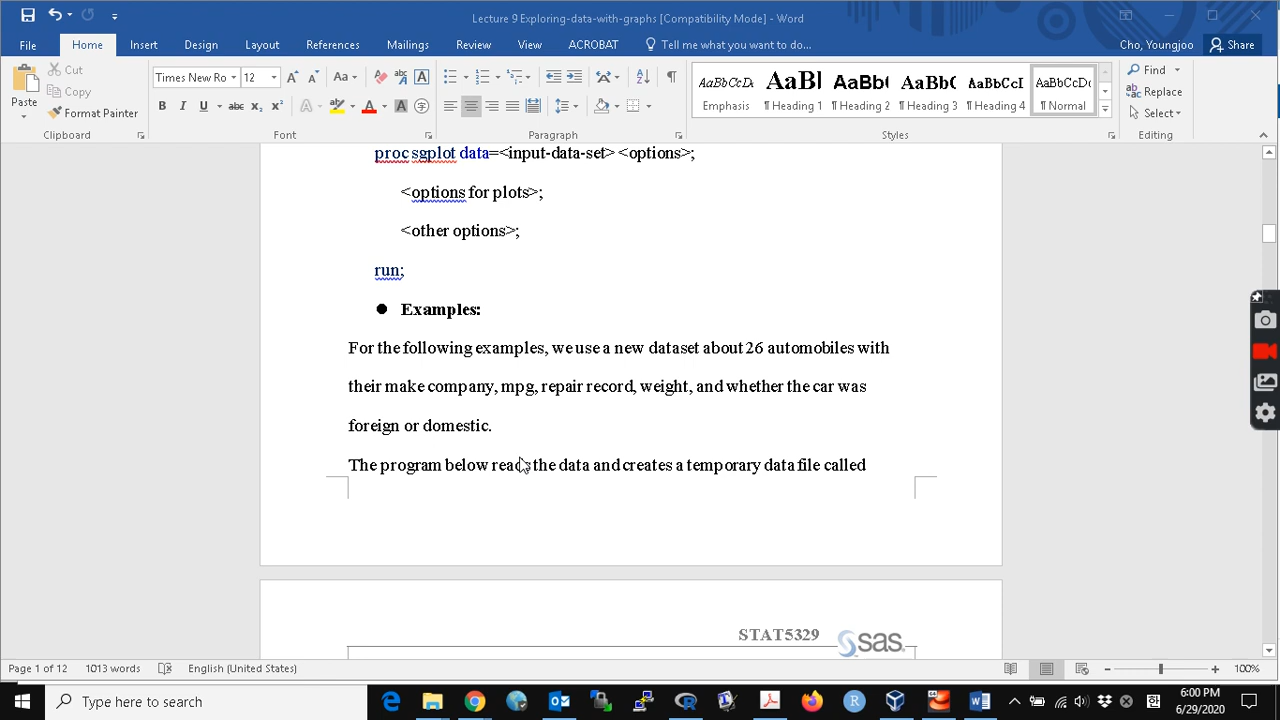 Lecture 9 Exploring-data-with-graphs [Compatibility Mode] - Word
File Home Insert Design Layout References Mailings Review View ACROBAT Tell me what you want to do... Cho, Youngjoo Share
Cut
Copy
Format Painter
Paste
Times New Ro 12
AaBbCcDc AaBl AaBb( AaBb( AaBbCcI AaBbCcDc
Emphasis ¶ Heading 1 ¶ Heading 2 ¶ Heading 3 ¶ Heading 4 ¶ Normal
Find
Replace
Select
Clipboard Font Paragraph Styles Editing
proc sgplot data=<input-data-set> <options>;
<options for plots>;
<other options>;
run;
● Examples:
For the following examples, we use a new dataset about 26 automobiles with
their make company, mpg, repair record, weight, and whether the car was
foreign or domestic.
The program below reads the data and creates a temporary data file called
STAT5329 sas
Page 1 of 12 1013 words English (United States) 100%
Type here to search
6:00 PM
6/29/2020